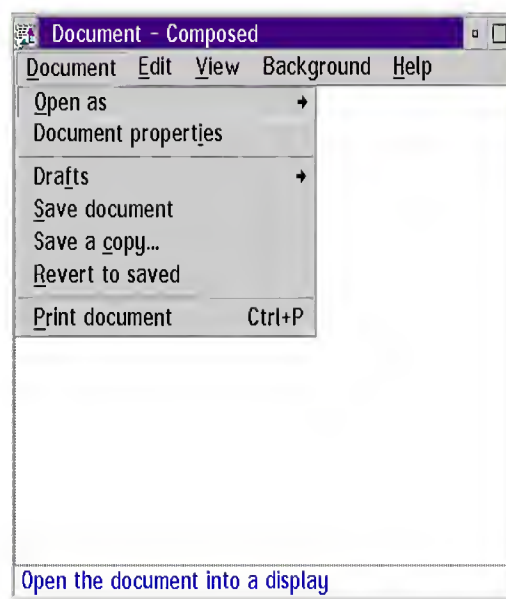 Document - Composed
Document Edit View Background Help
Open as
Document properties
Drafts
Save document
Save a copy...
Revert to saved
Print document Ctrl+P
Open the document into a display